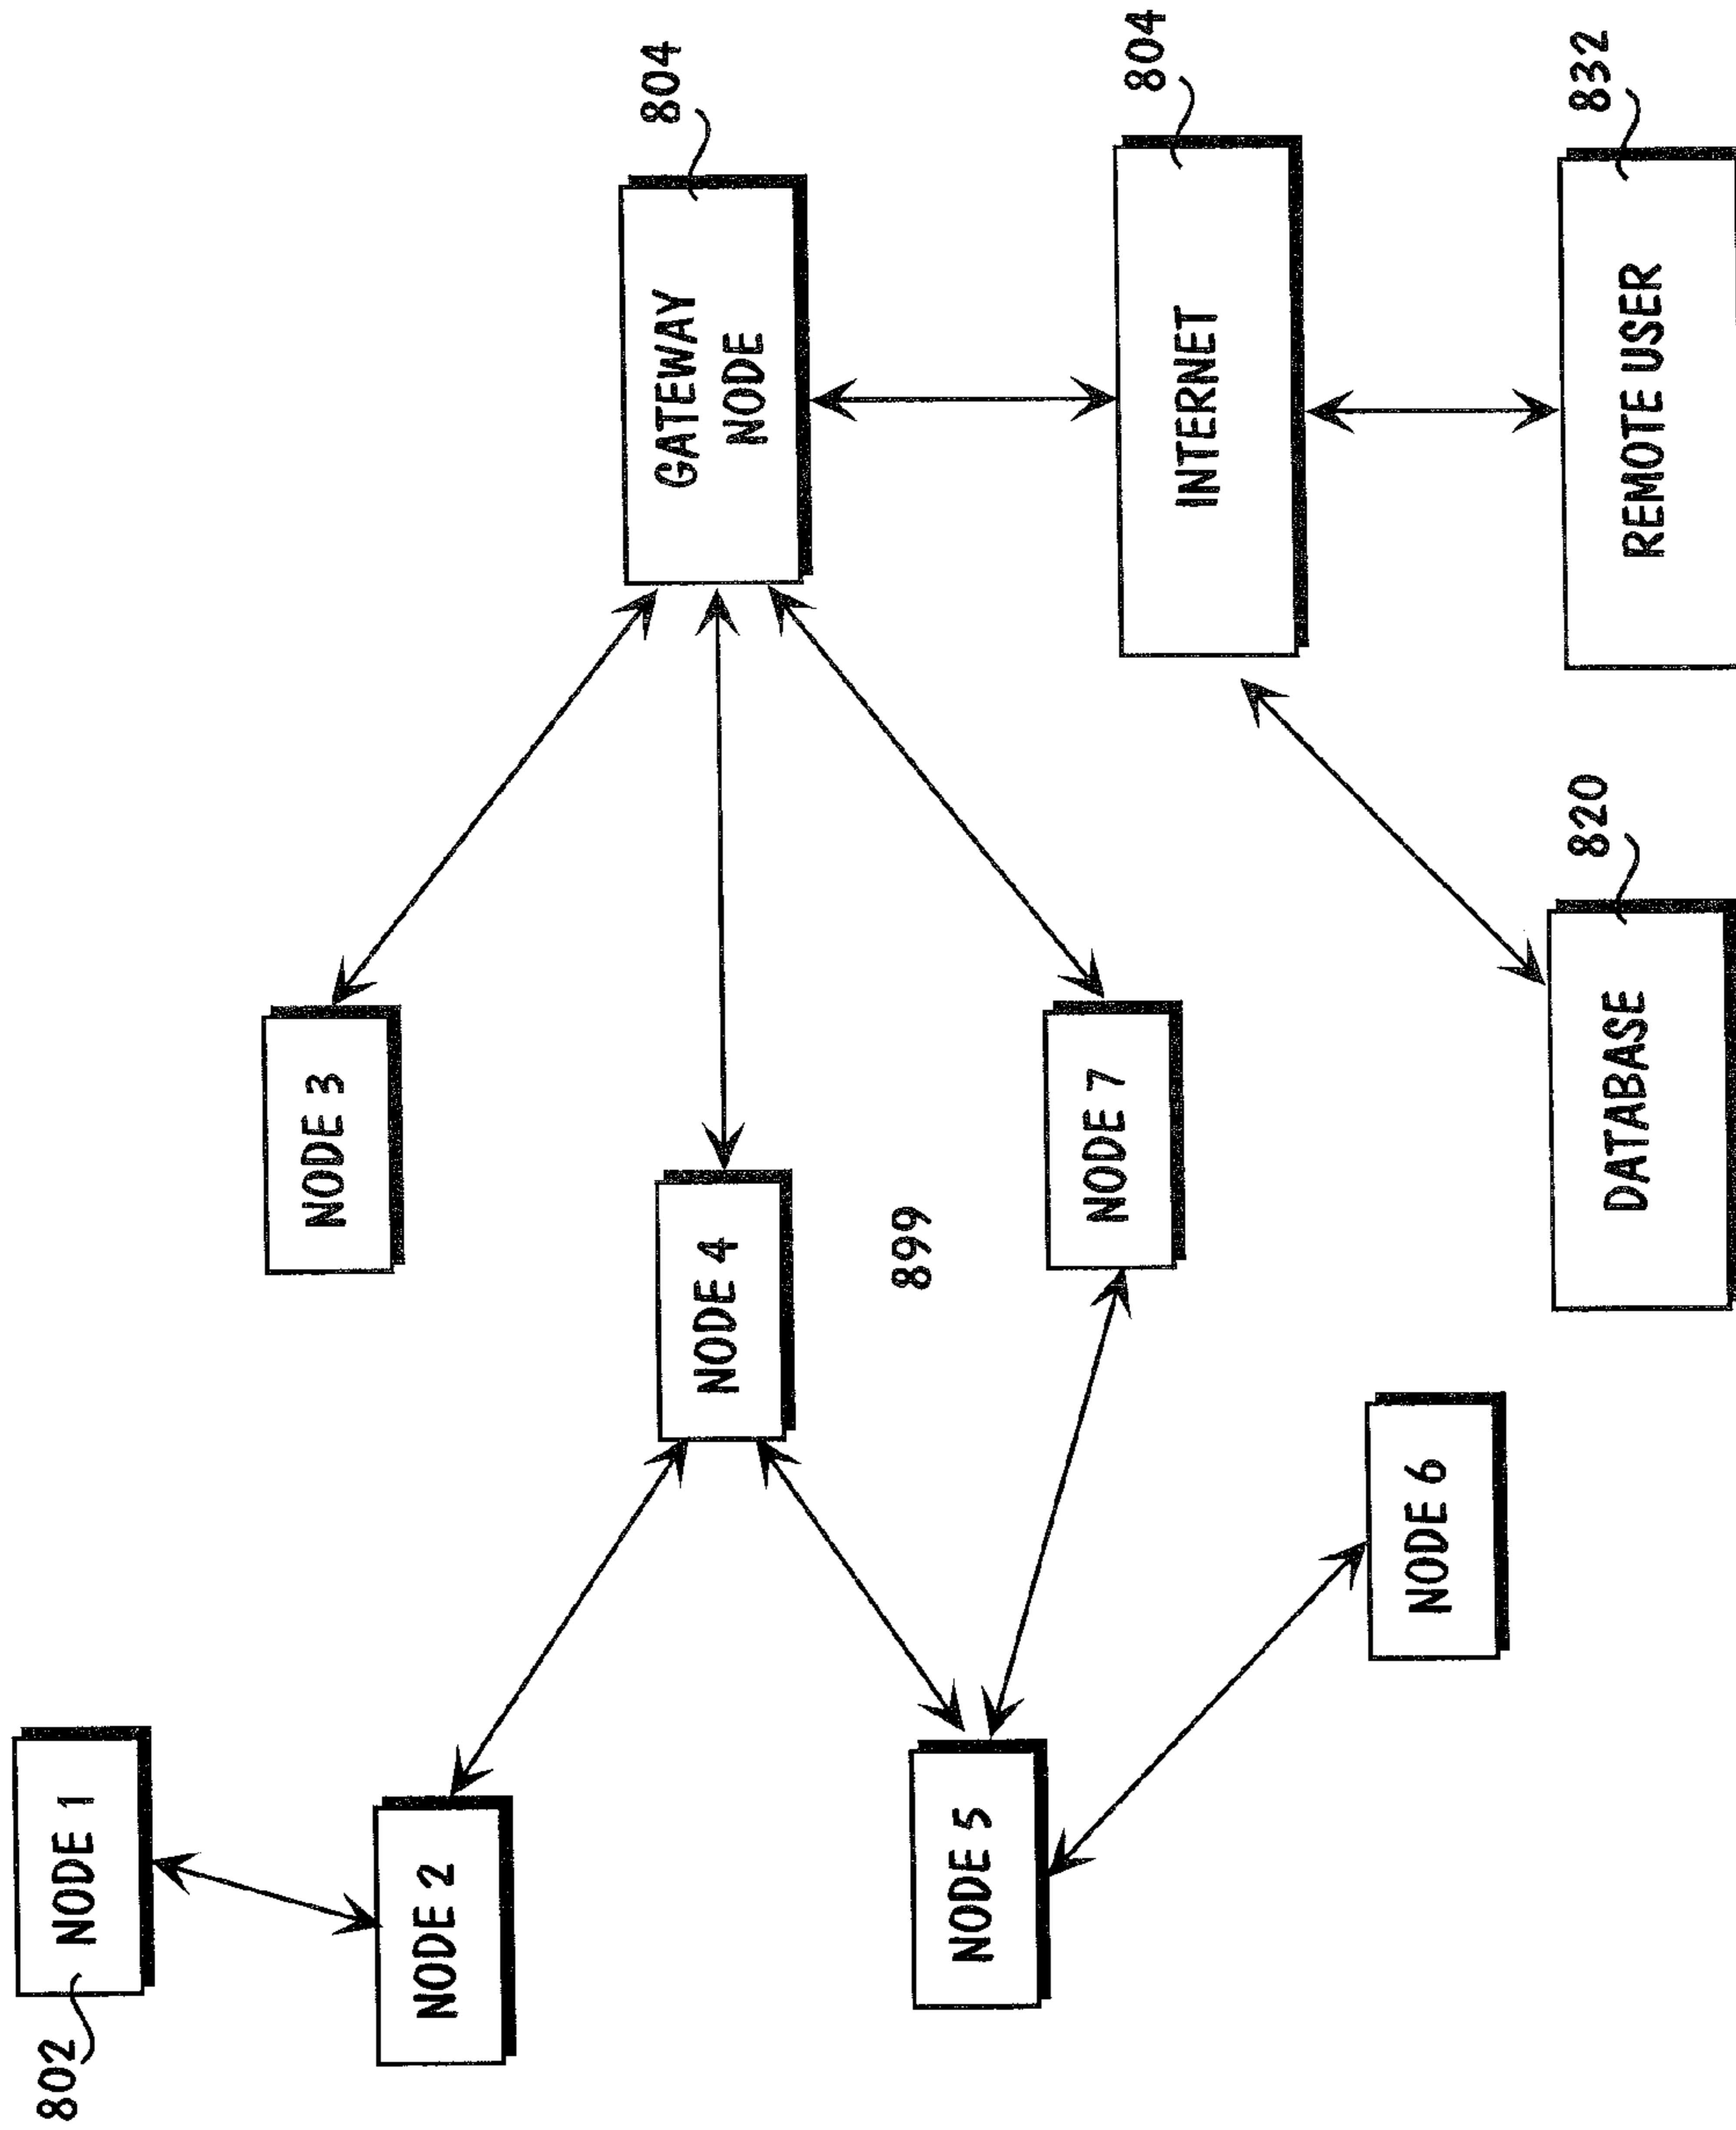 802
NODE 1
NODE 2
NODE 3
804
GATEWAY
NODE
NODE 4
899
NODE 5
NODE 7
804
INTERNET
NODE 6
820
DATABASE
832
REMOTE USER